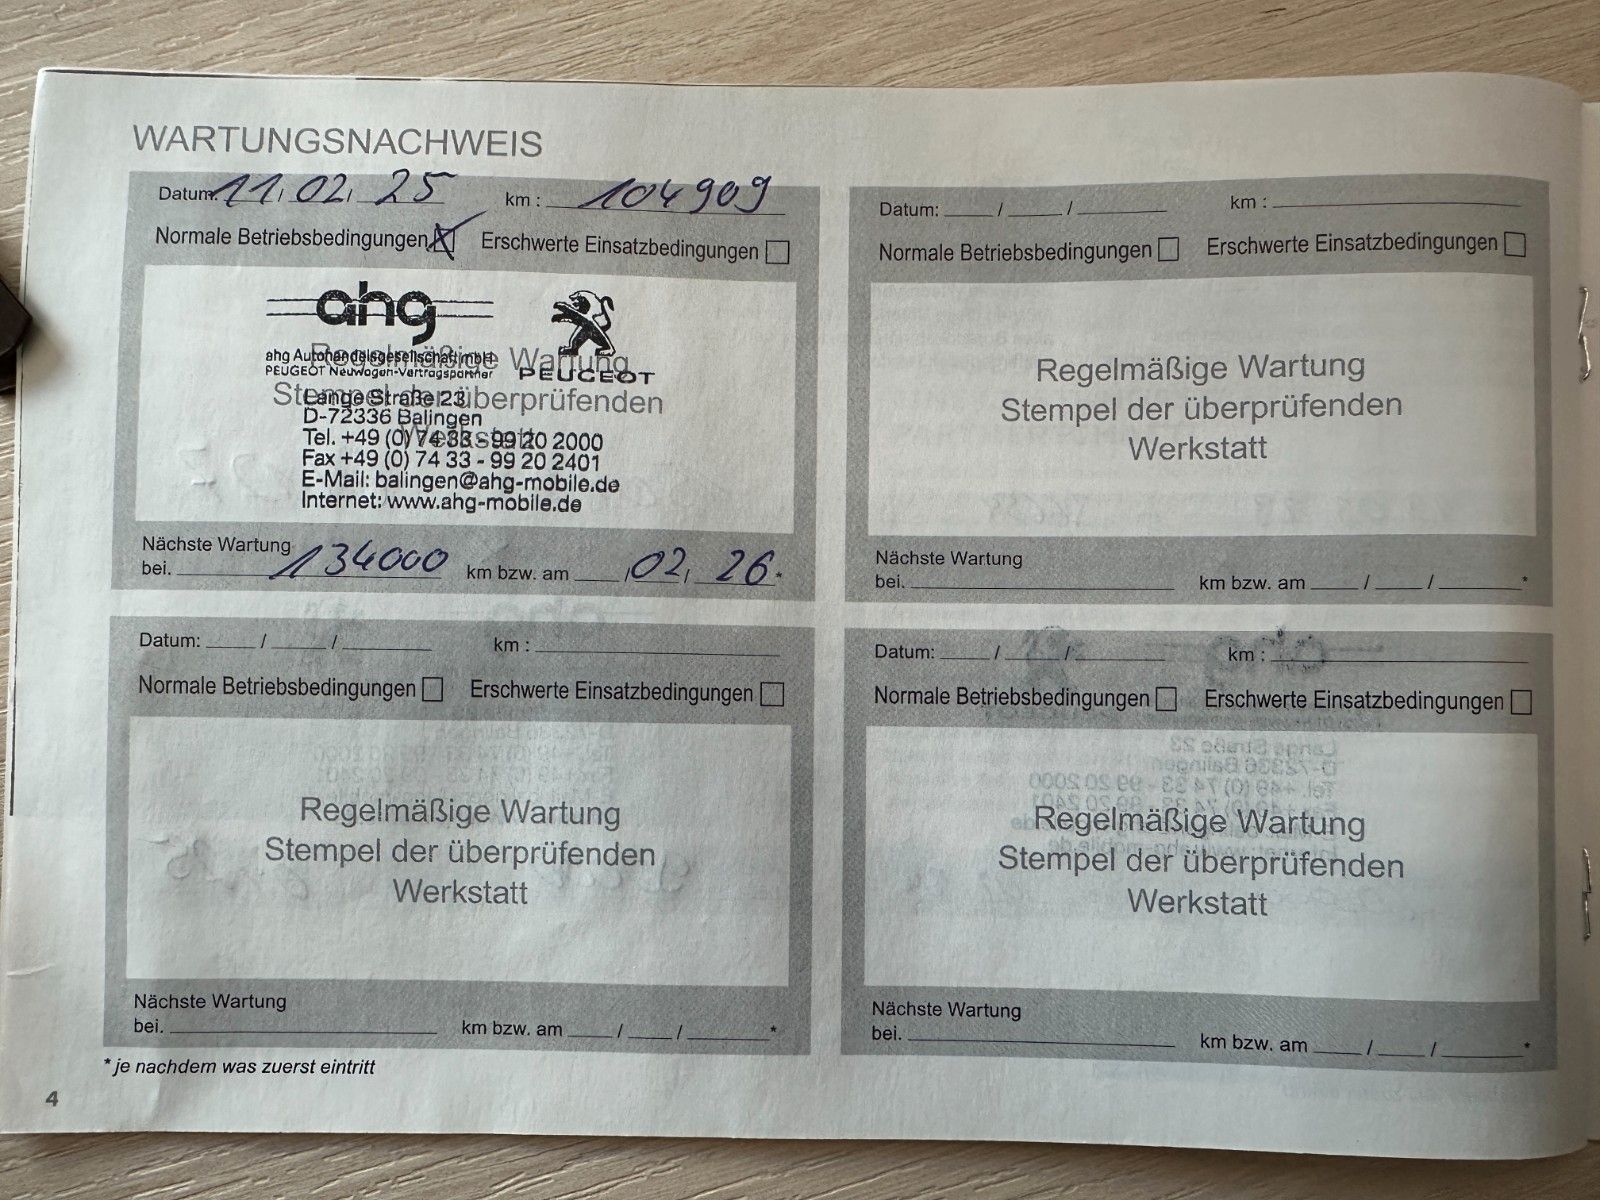 WARTUNGSNACHWEIS
Datum: 11/02/25 km : 104909
Normale Betriebsbedingungen Erschwerte Einsatzbedingungen
ahg
ahg Autohandelsgesellschaft mbH
PEUGEOT Neuwagen-Vertragspartner
PEUGEOT
Regelmäßige Wartung
Stempel der überprüfenden
Werkstatt
Lange Straße 23
D-72336 Balingen
Tel. +49 (0) 74 33 - 99 20 2000
Fax +49 (0) 74 33 - 99 20 2401
E-Mail: balingen@ahg-mobile.de
Internet: www.ahg-mobile.de
Nächste Wartung
bei. 134000 km bzw. am /02/ 26 *
Datum: / / km :
Normale Betriebsbedingungen Erschwerte Einsatzbedingungen
Regelmäßige Wartung
Stempel der überprüfenden
Werkstatt
Nächste Wartung
bei. km bzw. am / / *
Datum: / / km :
Normale Betriebsbedingungen Erschwerte Einsatzbedingungen
Regelmäßige Wartung
Stempel der überprüfenden
Werkstatt
Nächste Wartung
bei. km bzw. am / / *
Datum: / / km :
Normale Betriebsbedingungen Erschwerte Einsatzbedingungen
Regelmäßige Wartung
Stempel der überprüfenden
Werkstatt
Nächste Wartung
bei. km bzw. am / / *
* je nachdem was zuerst eintritt
4